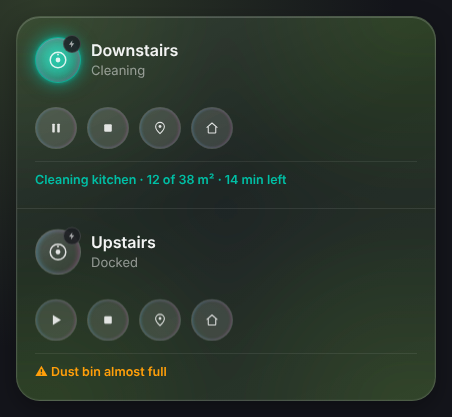 Downstairs
Cleaning
Cleaning kitchen · 12 of 38 m² · 14 min left
Upstairs
Docked
Dust bin almost full